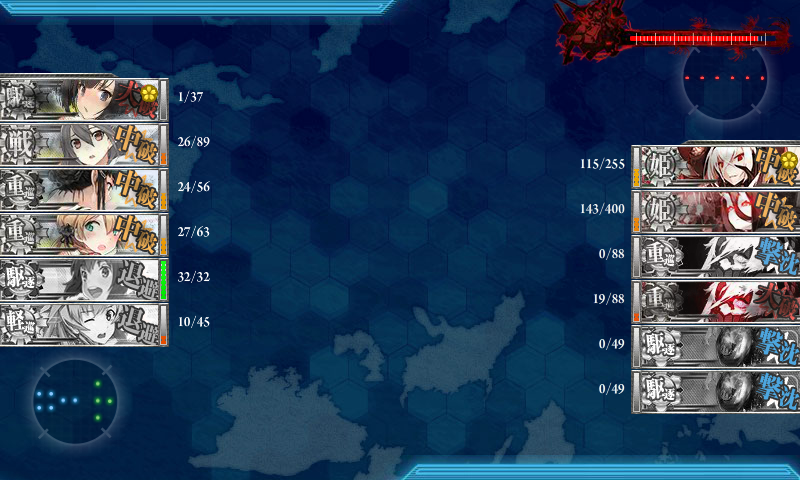 駆逐 大破 1/37
戦 中破 26/89
重巡 中破 24/56
重巡 中破 27/63
駆逐 退避 32/32
軽巡 退避 10/45
115/255 姫 中破
143/400 姫 中破
0/88 重巡 撃沈
19/88 重巡 大破
0/49 駆逐 撃沈
0/49 駆逐 撃沈